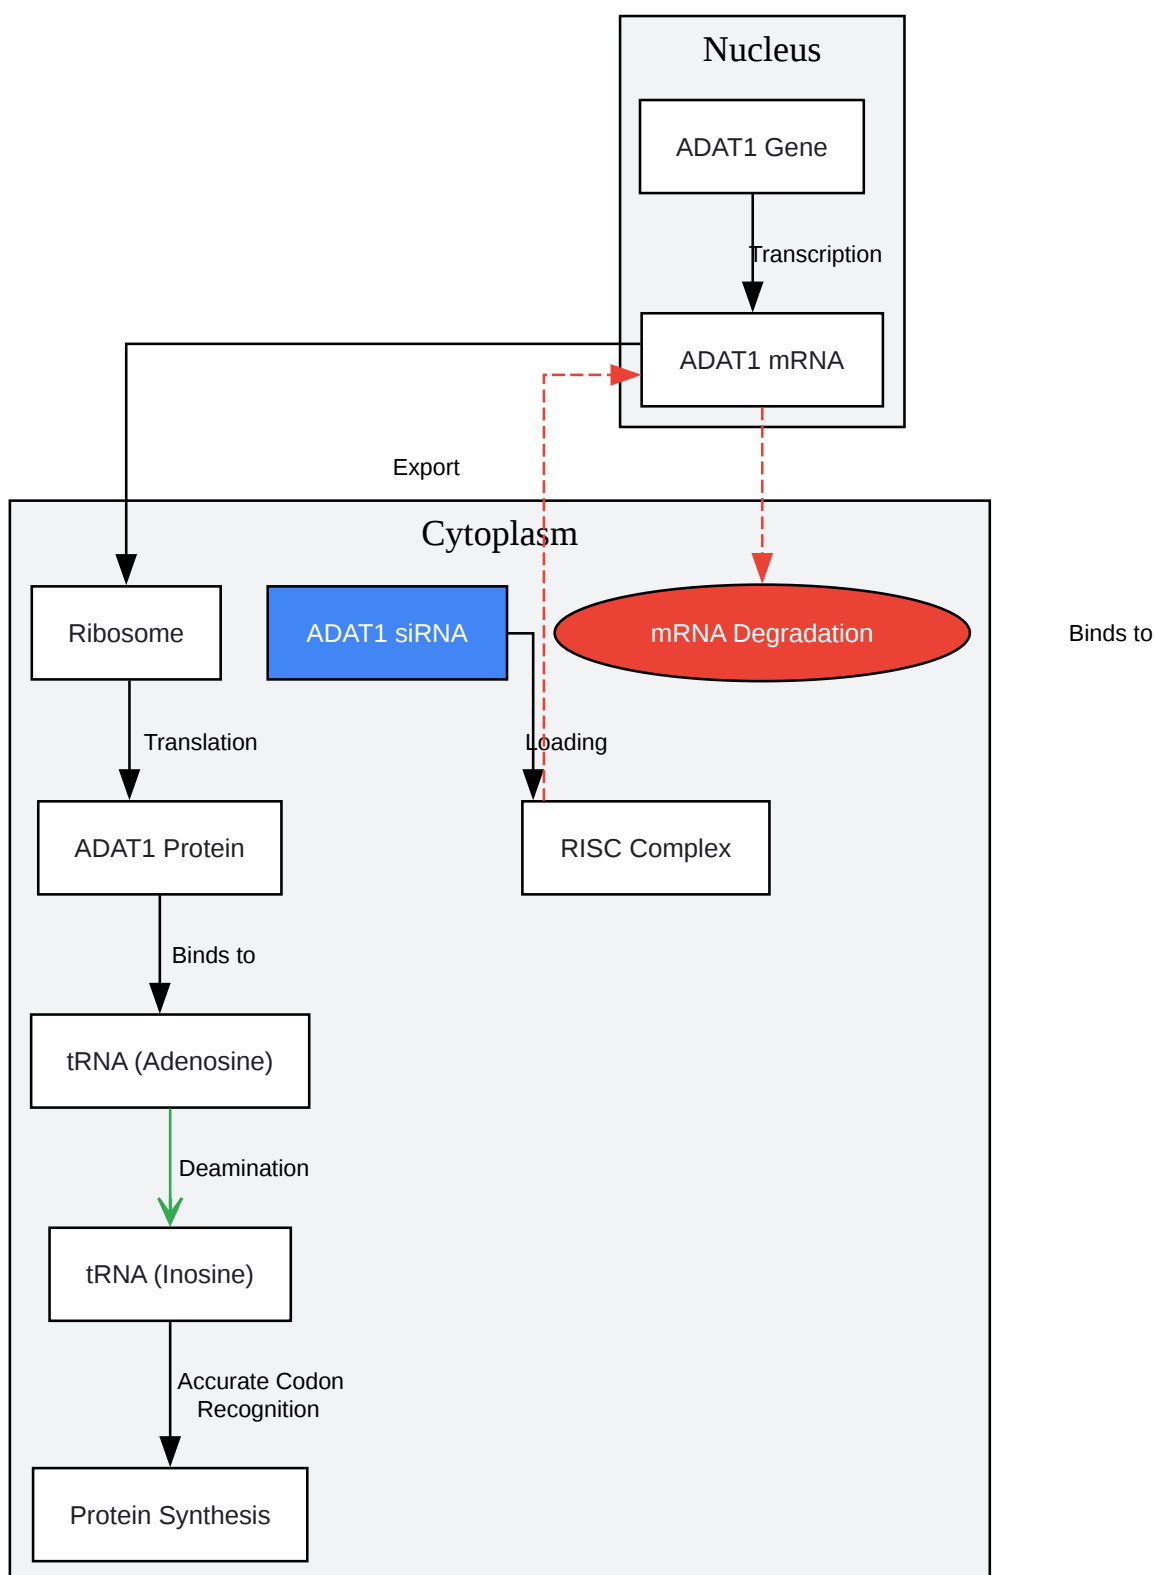 Nucleus
ADAT1 Gene
Transcription
ADAT1 mRNA
Export
Cytoplasm
Ribosome
ADAT1 siRNA
mRNA Degradation
Binds to
Translation
Loading
ADAT1 Protein
RISC Complex
Binds to
tRNA (Adenosine)
Deamination
tRNA (Inosine)
Accurate Codon
Recognition
Protein Synthesis